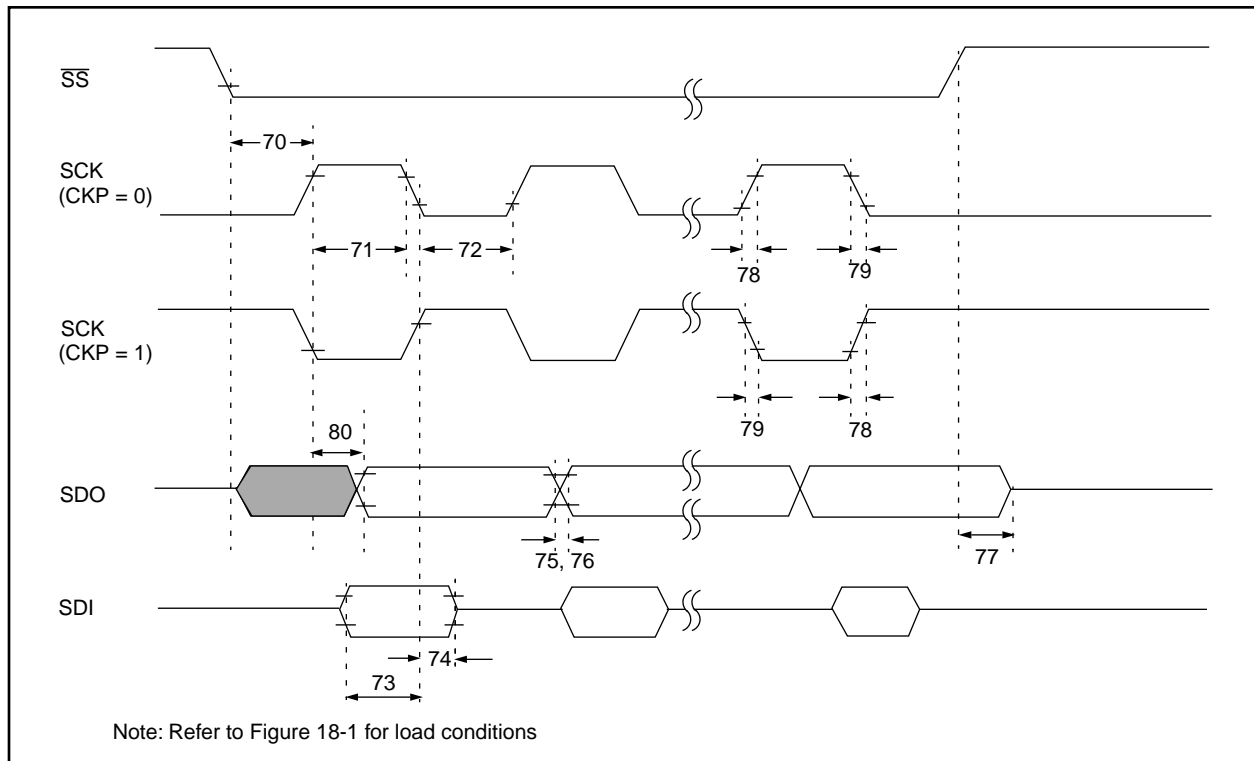 SS
70
SCK
(CKP = 0)
71
72
78
79
SCK
(CKP = 1)
79
78
80
SDO
75, 76
77
SDI
74
73
Note: Refer to Figure 18-1 for load conditions